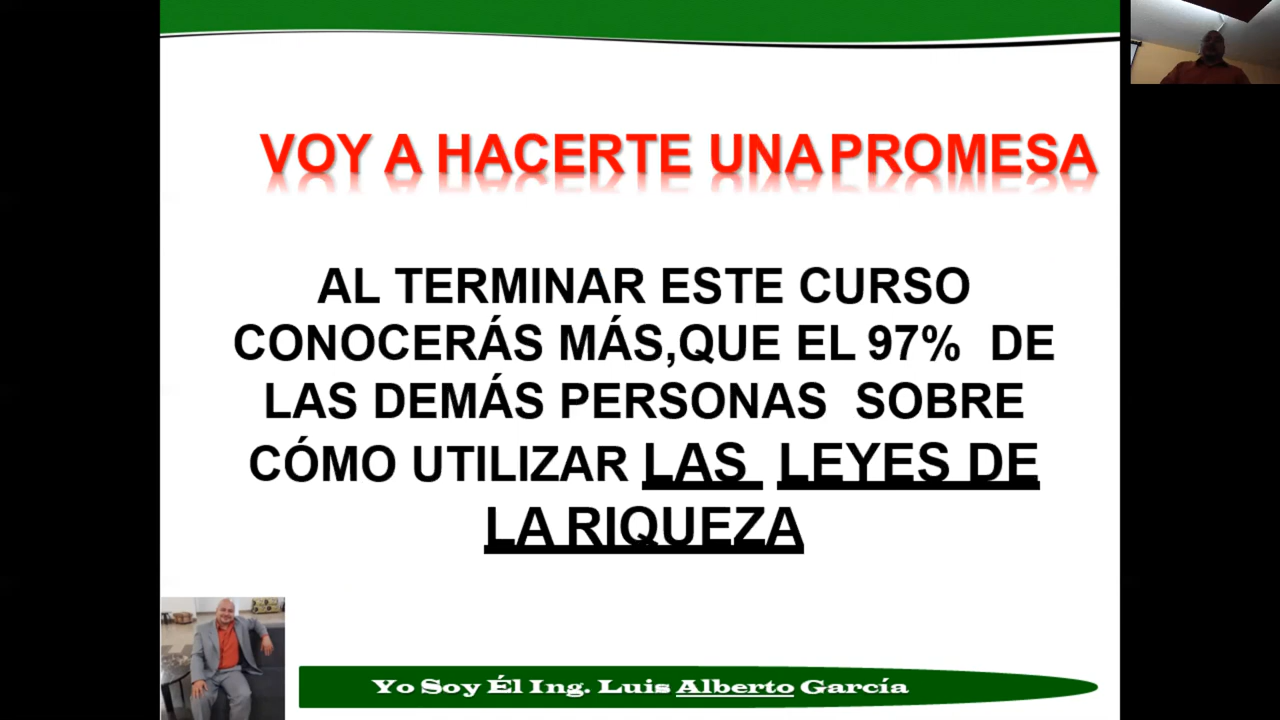 VOY A HACERTE UNA PROMESA
AL TERMINAR ESTE CURSO
CONOCERÁS MÁS,QUE EL 97% DE
LAS DEMÁS PERSONAS SOBRE
CÓMO UTILIZAR LAS LEYES DE
LA RIQUEZA
Yo Soy Él Ing. Luis Alberto García